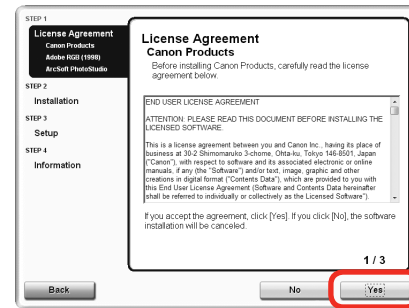 STEP 1
License Agreement
Canon Products
Adobe RGB (1998)
ArcSoft PhotoStudio
STEP 2
Installation
STEP 3
Setup
STEP 4
Information
License Agreement
Canon Products
Before installing Canon Products, carefully read the license
agreement below.
END USER LICENSE AGREEMENT
ATTENTION: PLEASE READ THIS DOCUMENT BEFORE INSTALLING THE
LICENSED SOFTWARE.
This is a license agreement between you and Canon Inc., having its place of
business at 30-2 Shimomaruko 3-chome, Ohta-ku, Tokyo 146-8501, Japan
("Canon"), with respect to software and its associated electronic or online
manuals, if any (the "Software") and/or text, image, graphic and other
creations in digital format ("Contents Data"), which are provided to you with
this End User License Agreement (Software and Contents Data hereinafter
shall be referred to individually or collectively as the Licensed Software").
If you accept the agreement, click [Yes]. If you click [No], the software
installation will be canceled.
1 / 3
Back
No
Yes